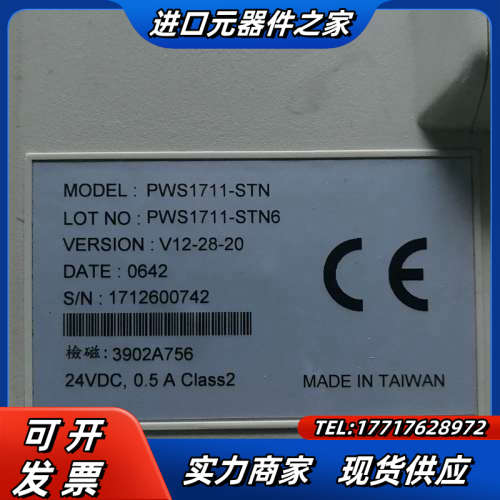 进口元器件之家
MODEL : PWS1711-STN
LOT NO : PWS1711-STN6
VERSION : V12-28-20
DATE : 0642
S/N : 1712600742
檢磁: 3902A756
24VDC, 0.5 A Class2
CE
MADE IN TAIWAN
TEL:17717628972
可开
发票
实力商家 现货供应